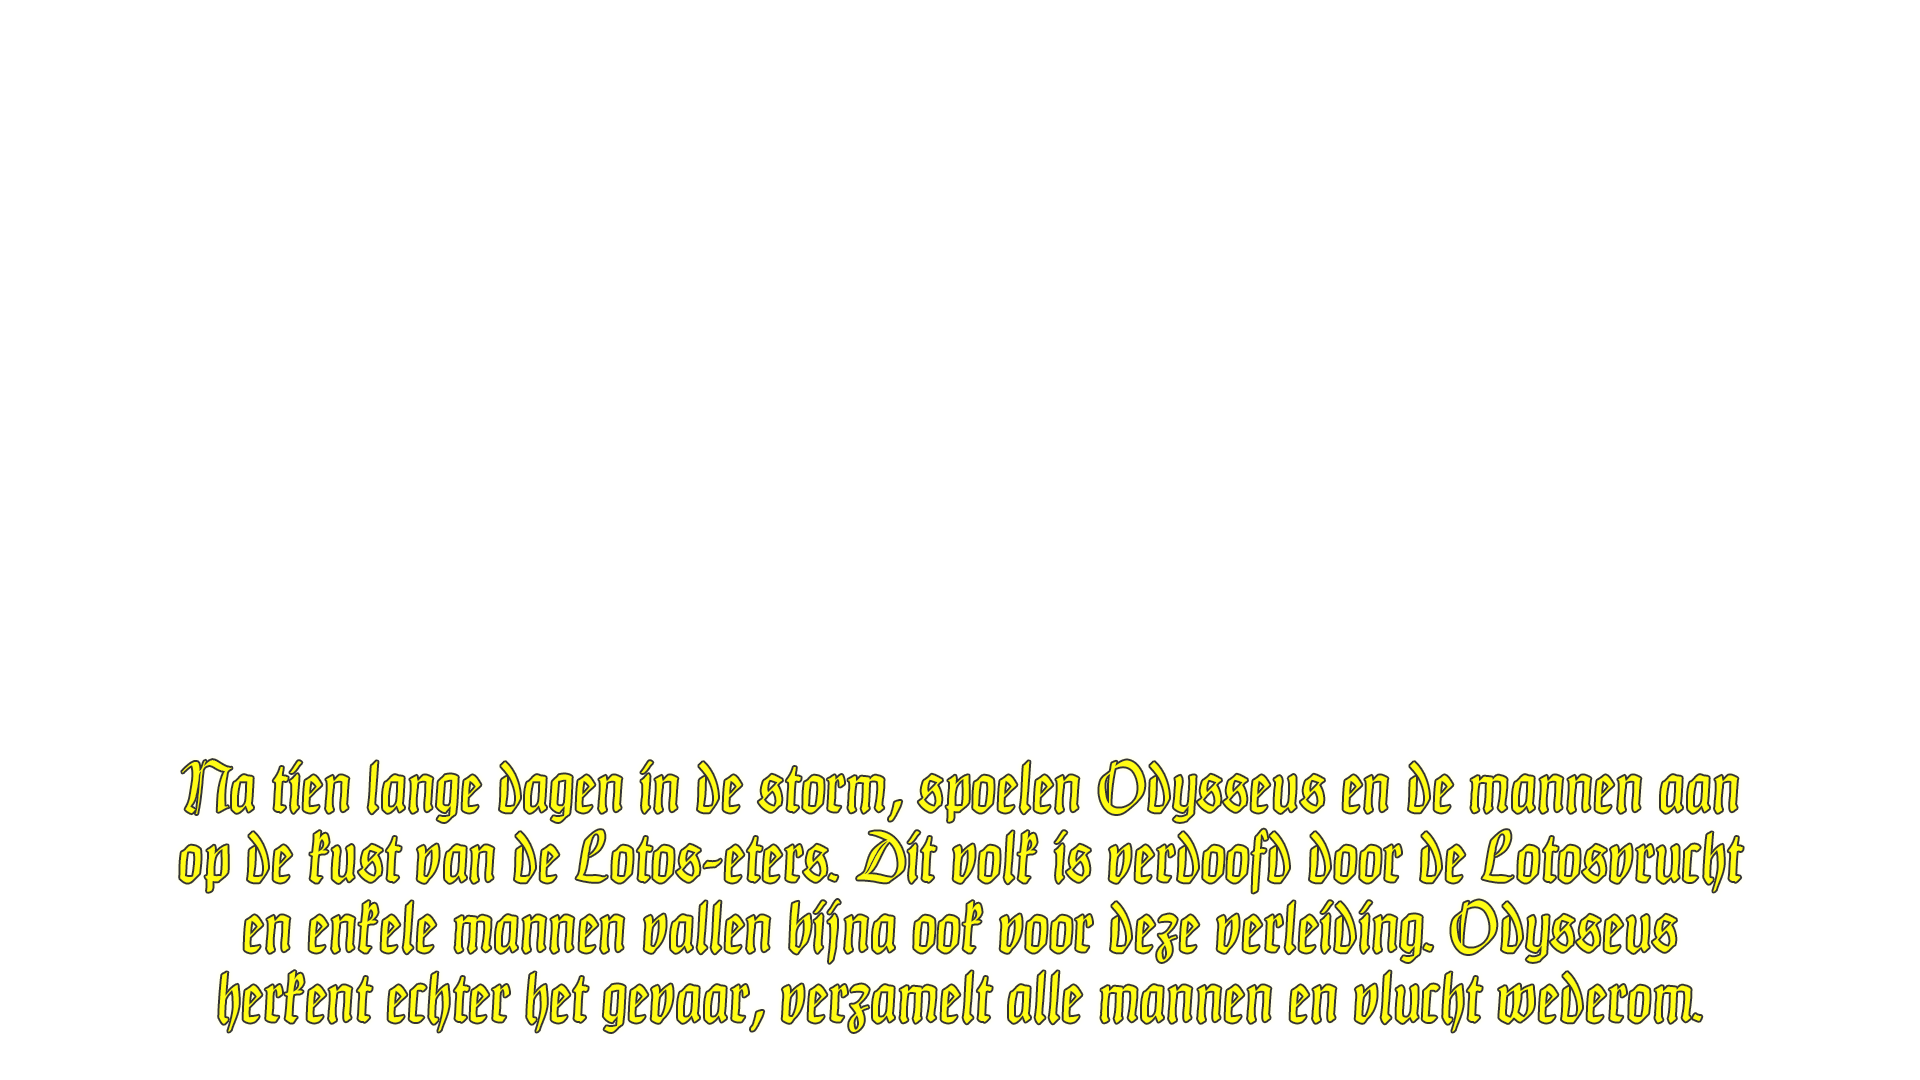 Na tien lange dagen in de storm, spoelen Odysseus en de mannen aan
op de kust van de Lotos-eters. Dit volk is verdoofd door de Lotosvrucht
en enkele mannen vallen bijna ook voor deze verleiding. Odysseus
herkent echter het gevaar, verzamelt alle mannen en vlucht wederom.